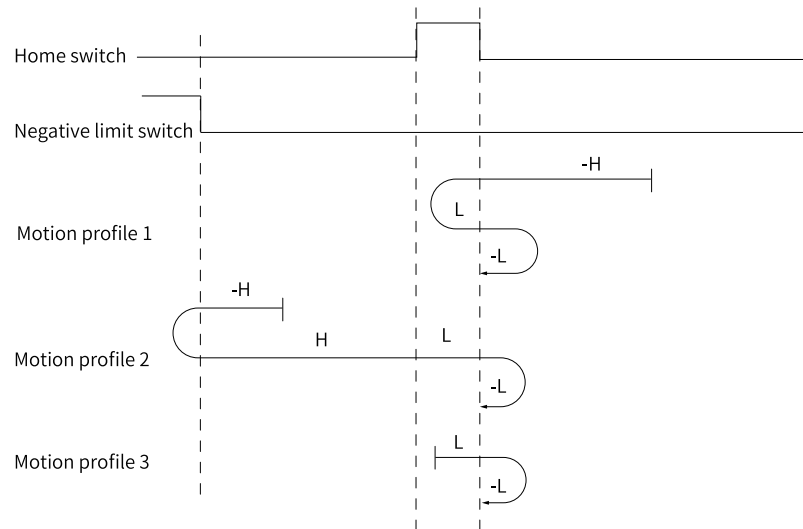 Home switch
Negative limit switch
-H
Motion profile 1
L
-L
-H
Motion profile 2
H
L
-L
Motion profile 3
L
-L